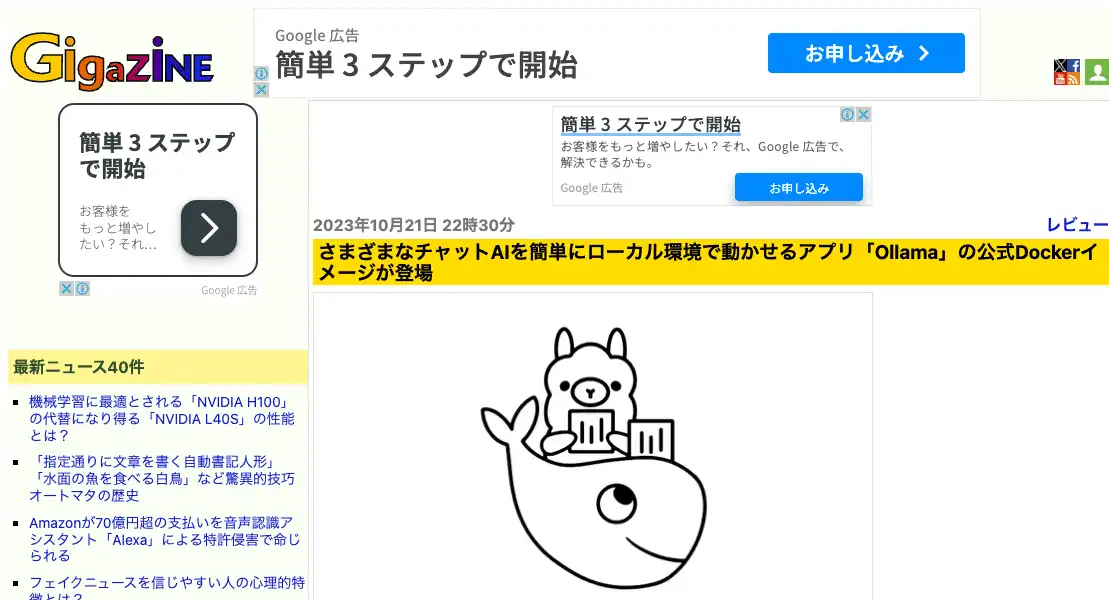 GigaZiNE
Google 広告
簡単 3 ステップで開始
お申し込み
簡単 3 ステップ
で開始
お客様を
もっと増やし
たい？それ…
Google 広告
簡単 3 ステップで開始
お客様をもっと増やしたい？それ、Google 広告で、
解決できるかも。
Google 広告
お申し込み
2023年10月21日 22時30分
レビュー
さまざまなチャットAIを簡単にローカル環境で動かせるアプリ「Ollama」の公式Dockerイ
メージが登場
最新ニュース40件
機械学習に最適とされる「NVIDIA H100」
の代替になり得る「NVIDIA L40S」の性能
とは？
「指定通りに文章を書く自動書記人形」
「水面の魚を食べる白鳥」など驚異的技巧
オートマタの歴史
Amazonが70億円超の支払いを音声認識ア
シスタント「Alexa」による特許侵害で命じ
られる
フェイクニュースを信じやすい人の心理的特
徴とは？